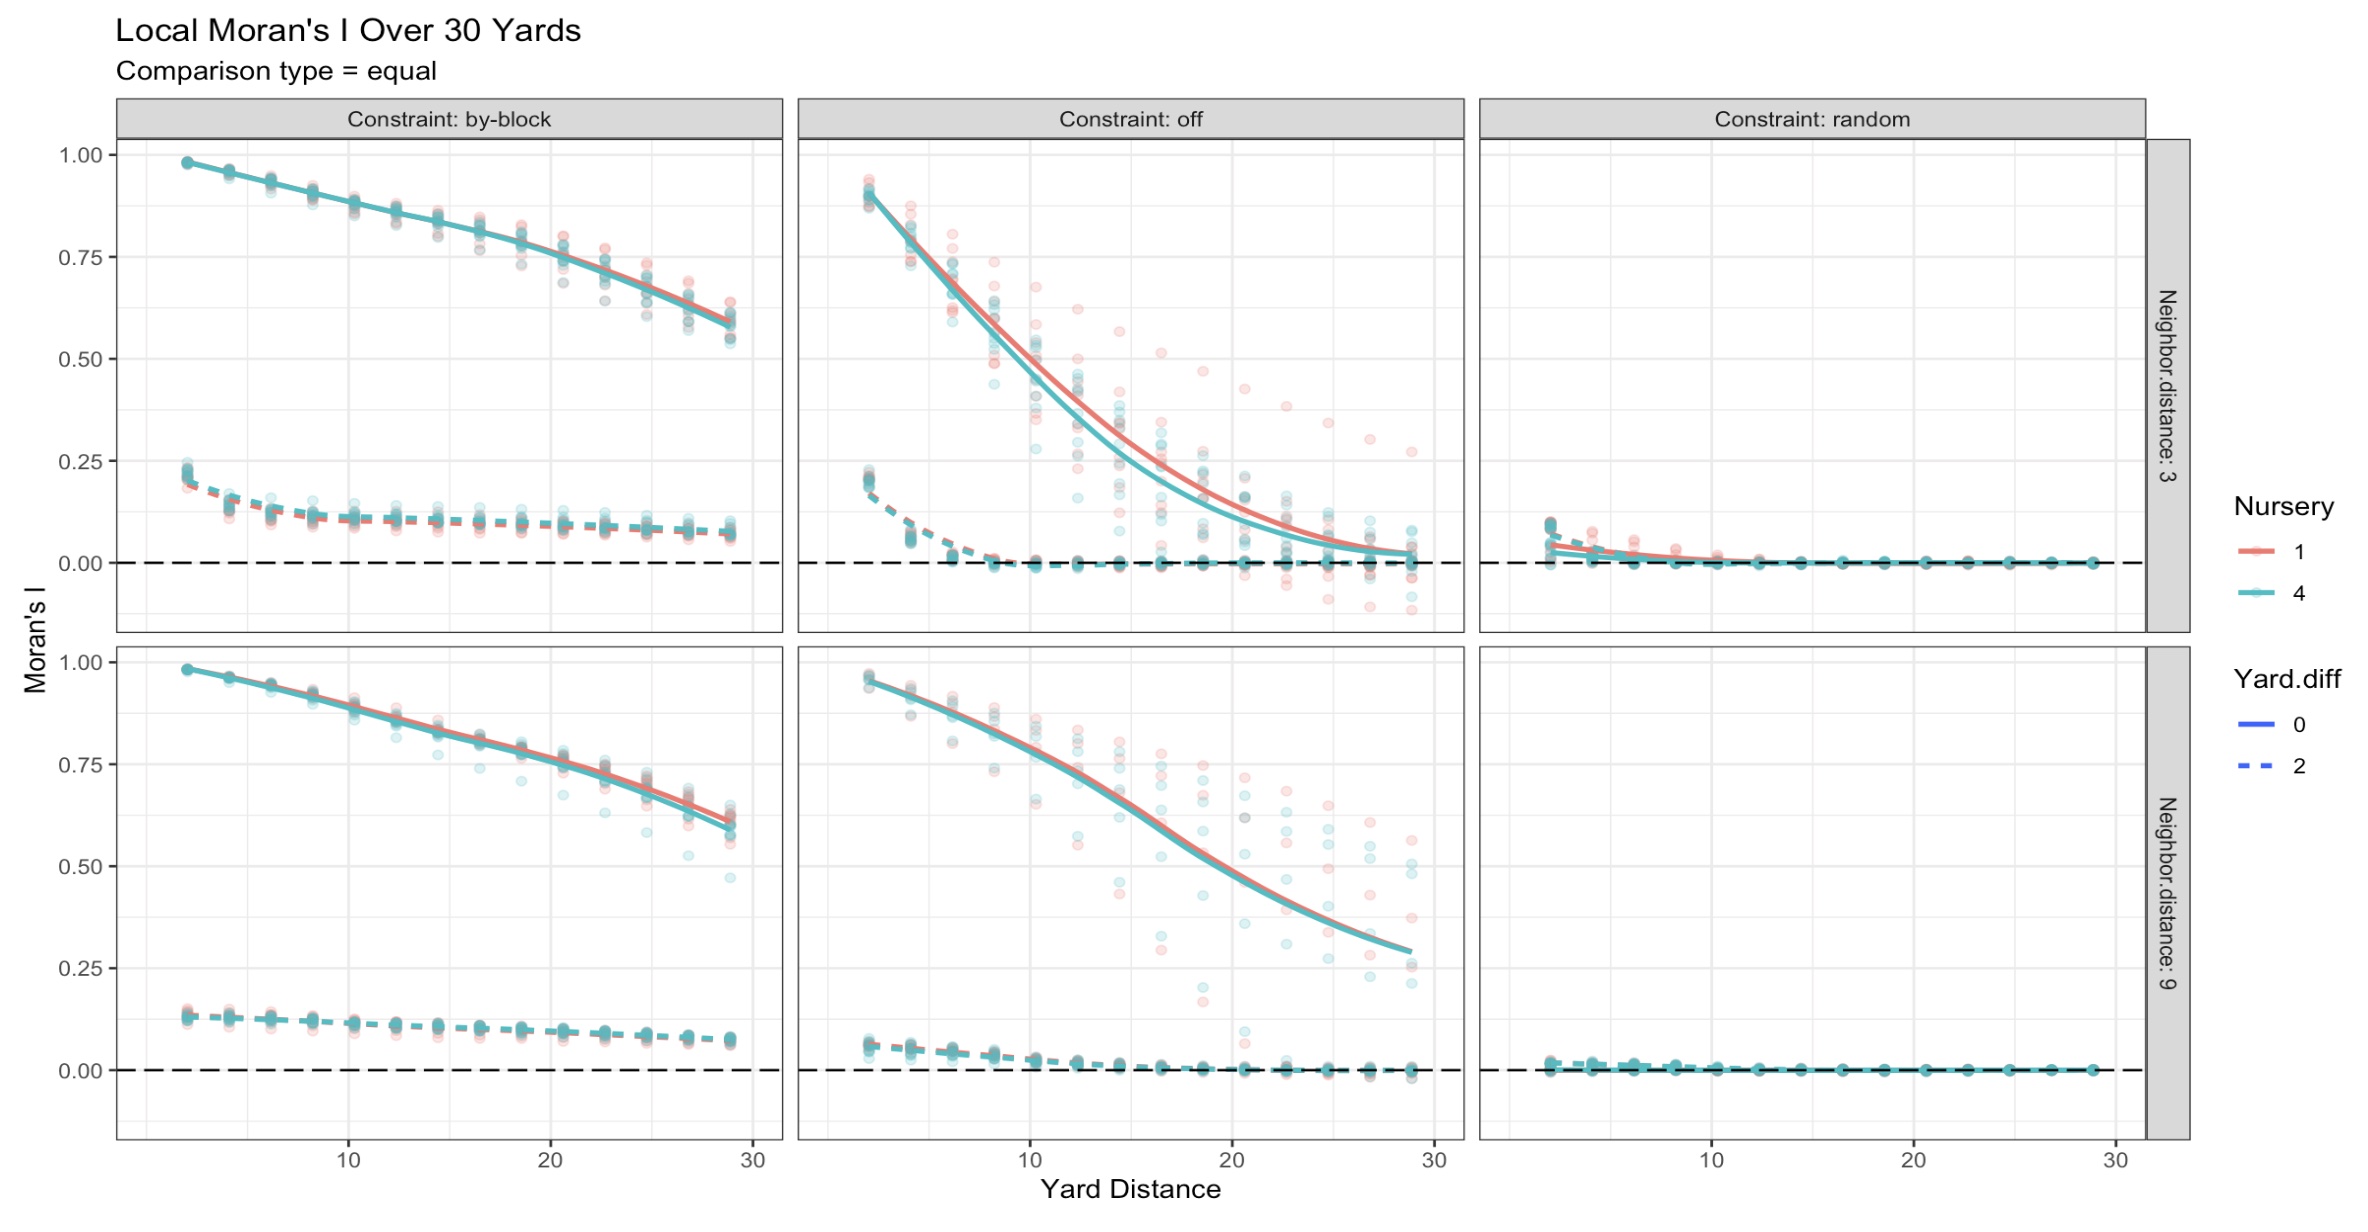 Local Moran's I Over 30 Yards
Comparison type = equal
Constraint: by-block
Constraint: off
Constraint: random
1.00
0.75
0.50
0.25
0.00
Neighbor.distance: 3
1.00
0.75
0.50
0.25
0.00
Neighbor.distance: 9
Moran's I
10 20 30
10 20 30
10 20 30
Yard Distance
Nursery
1
4
Yard.diff
0
2